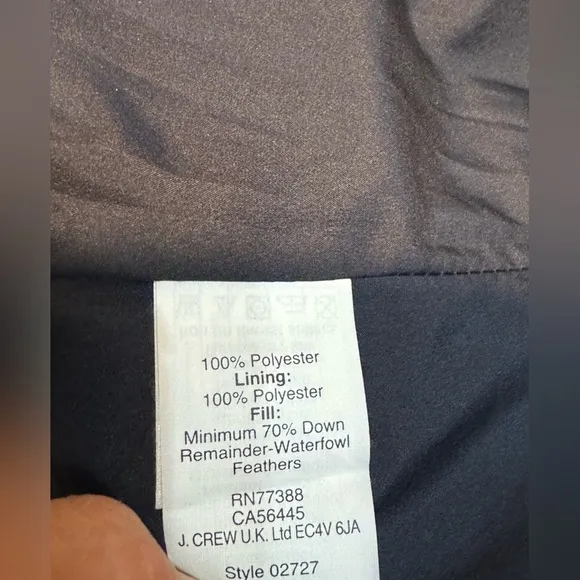 100% Polyester
Lining:
100% Polyester
Fill:
Minimum 70% Down
Remainder-Waterfowl
Feathers
RN77388
CA56445
J. CREW U.K. Ltd EC4V 6JA
Style 02727